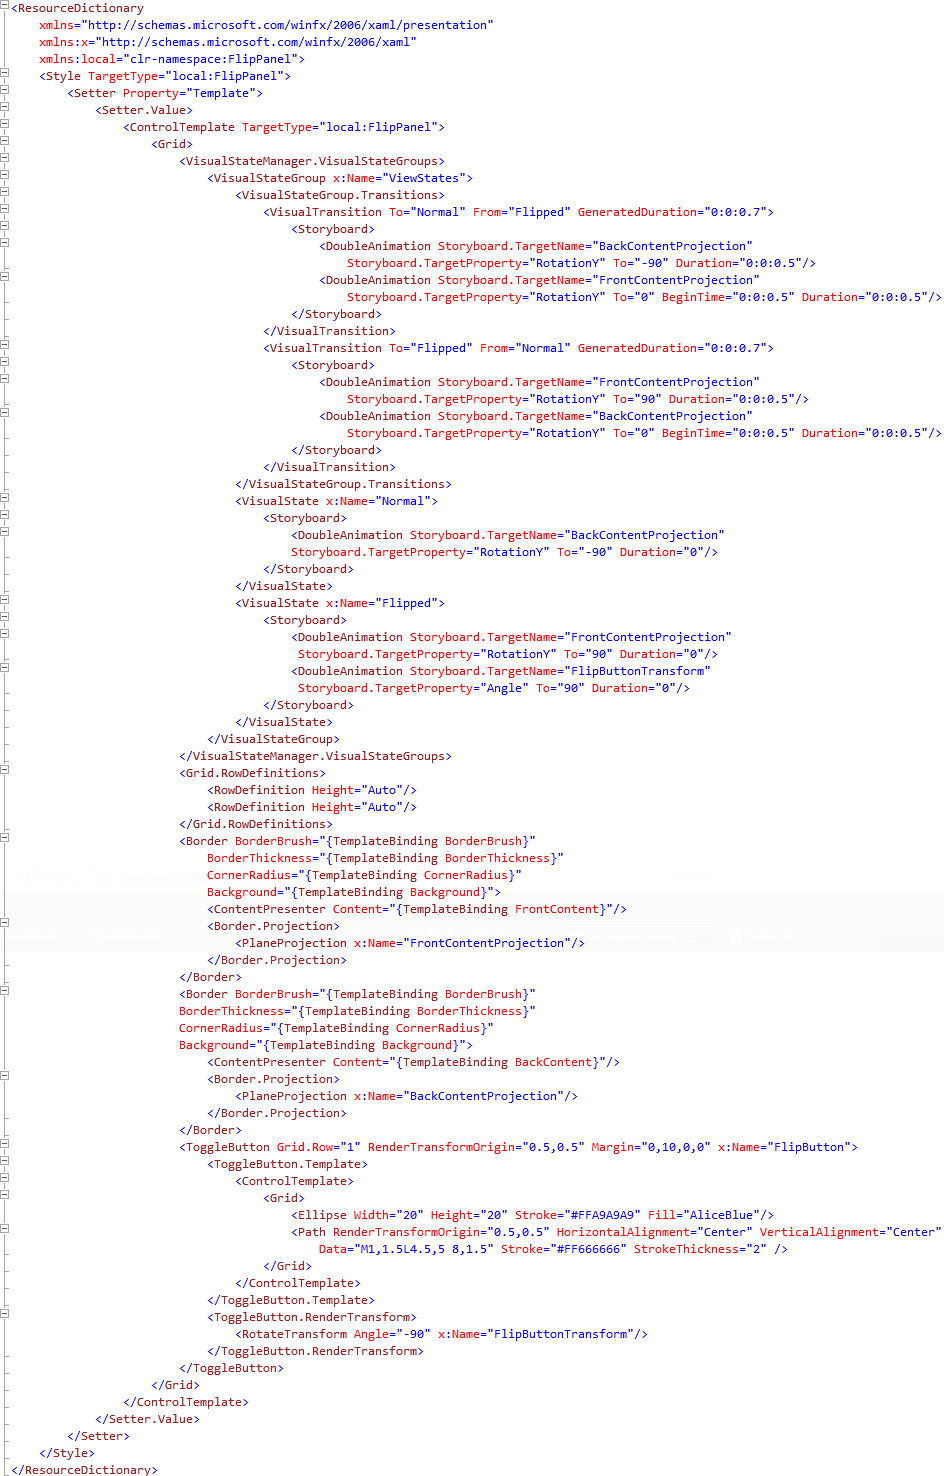 <ResourceDictionary
xmlns="http://schemas.microsoft.com/winfx/2006/xaml/presentation"
xmlns:x="http://schemas.microsoft.com/winfx/2006/xaml"
xmlns:local="clr-namespace:FlipPanel">
<Style TargetType="local:FlipPanel">
<Setter Property="Template">
<Setter.Value>
<ControlTemplate TargetType="local:FlipPanel">
<Grid>
<VisualStateManager.VisualStateGroups>
<VisualStateGroup x:Name="ViewStates">
<VisualStateGroup.Transitions>
<VisualTransition To="Normal" From="Flipped" GeneratedDuration="0:0:0.7">
<Storyboard>
<DoubleAnimation Storyboard.TargetName="BackContentProjection"
Storyboard.TargetProperty="RotationY" To="-90" Duration="0:0:0.5"/>
<DoubleAnimation Storyboard.TargetName="FrontContentProjection"
Storyboard.TargetProperty="RotationY" To="0" BeginTime="0:0:0.5" Duration="0:0:0.5"/>
</Storyboard>
</VisualTransition>
<VisualTransition To="Flipped" From="Normal" GeneratedDuration="0:0:0.7">
<Storyboard>
<DoubleAnimation Storyboard.TargetName="FrontContentProjection"
Storyboard.TargetProperty="RotationY" To="90" Duration="0:0:0.5"/>
<DoubleAnimation Storyboard.TargetName="BackContentProjection"
Storyboard.TargetProperty="RotationY" To="0" BeginTime="0:0:0.5" Duration="0:0:0.5"/>
</Storyboard>
</VisualTransition>
</VisualStateGroup.Transitions>
<VisualState x:Name="Normal">
<Storyboard>
<DoubleAnimation Storyboard.TargetName="BackContentProjection"
Storyboard.TargetProperty="RotationY" To="-90" Duration="0"/>
</Storyboard>
</VisualState>
<VisualState x:Name="Flipped">
<Storyboard>
<DoubleAnimation Storyboard.TargetName="FrontContentProjection"
Storyboard.TargetProperty="RotationY" To="90" Duration="0"/>
<DoubleAnimation Storyboard.TargetName="FlipButtonTransform"
Storyboard.TargetProperty="Angle" To="90" Duration="0"/>
</Storyboard>
</VisualState>
</VisualStateGroup>
</VisualStateManager.VisualStateGroups>
<Grid.RowDefinitions>
<RowDefinition Height="Auto"/>
<RowDefinition Height="Auto"/>
</Grid.RowDefinitions>
<Border BorderBrush="{TemplateBinding BorderBrush}"
BorderThickness="{TemplateBinding BorderThickness}"
CornerRadius="{TemplateBinding CornerRadius}"
Background="{TemplateBinding Background}">
<ContentPresenter Content="{TemplateBinding FrontContent}"/>
<Border.Projection>
<PlaneProjection x:Name="FrontContentProjection"/>
</Border.Projection>
</Border>
<Border BorderBrush="{TemplateBinding BorderBrush}"
BorderThickness="{TemplateBinding BorderThickness}"
CornerRadius="{TemplateBinding CornerRadius}"
Background="{TemplateBinding Background}">
<ContentPresenter Content="{TemplateBinding BackContent}"/>
<Border.Projection>
<PlaneProjection x:Name="BackContentProjection"/>
</Border.Projection>
</Border>
<ToggleButton Grid.Row="1" RenderTransformOrigin="0.5,0.5" Margin="0,10,0,0" x:Name="FlipButton">
<ToggleButton.Template>
<ControlTemplate>
<Grid>
<Ellipse Width="20" Height="20" Stroke="#FFA9A9A9" Fill="AliceBlue"/>
<Path RenderTransformOrigin="0.5,0.5" HorizontalAlignment="Center" VerticalAlignment="Center"
Data="M1,1.5L4.5,5 8,1.5" Stroke="#FF666666" StrokeThickness="2" />
</Grid>
</ControlTemplate>
</ToggleButton.Template>
<ToggleButton.RenderTransform>
<RotateTransform Angle="-90" x:Name="FlipButtonTransform"/>
</ToggleButton.RenderTransform>
</ToggleButton>
</Grid>
</ControlTemplate>
</Setter.Value>
</Setter>
</Style>
</ResourceDictionary>